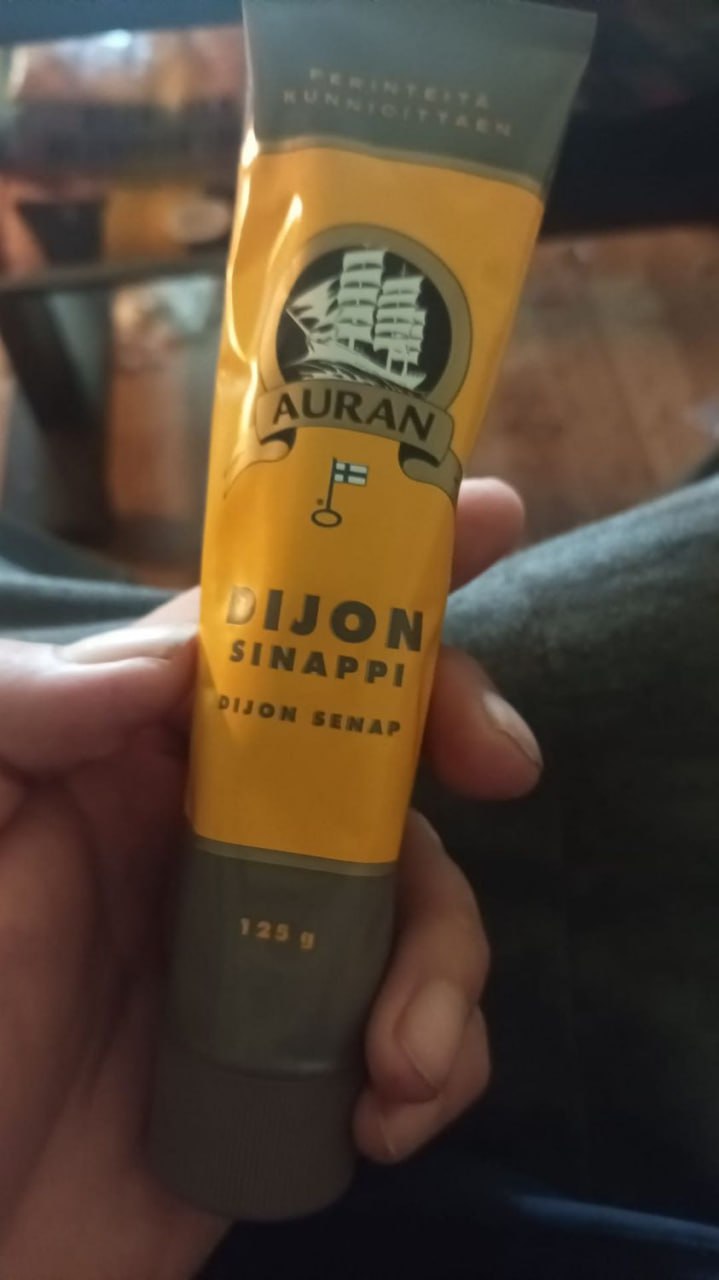 PERINTEITÄ
KUNNIOITTAEN
AURAN
DIJON
SINAPPI
DIJON SENAP
125 g